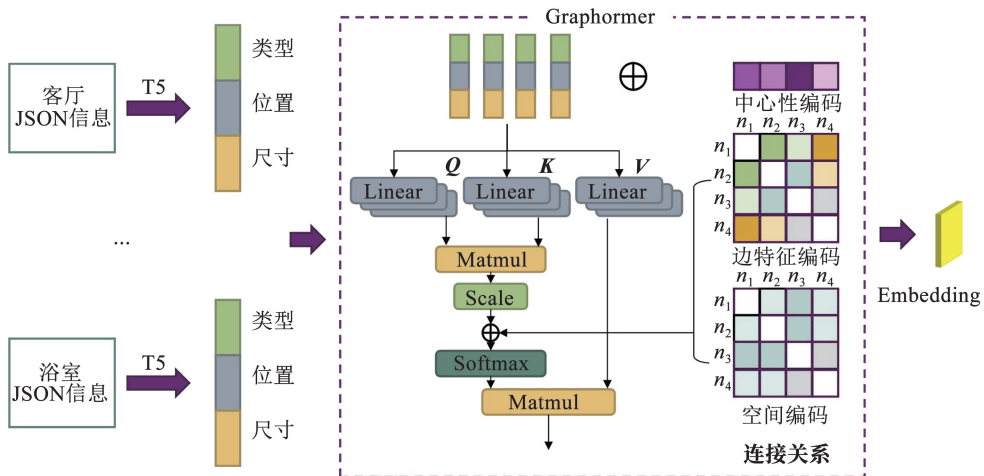 Graphormer
客厅
JSON信息
T5
类型
位置
尺寸
...
浴室
JSON信息
T5
类型
位置
尺寸
Q
K
V
Linear
Linear
Linear
Matmul
Scale
Softmax
Matmul
中心性编码
n1 n2 n3 n4
n1
n2
n3
n4
边特征编码
n1 n2 n3 n4
n1
n2
n3
n4
空间编码
连接关系
Embedding